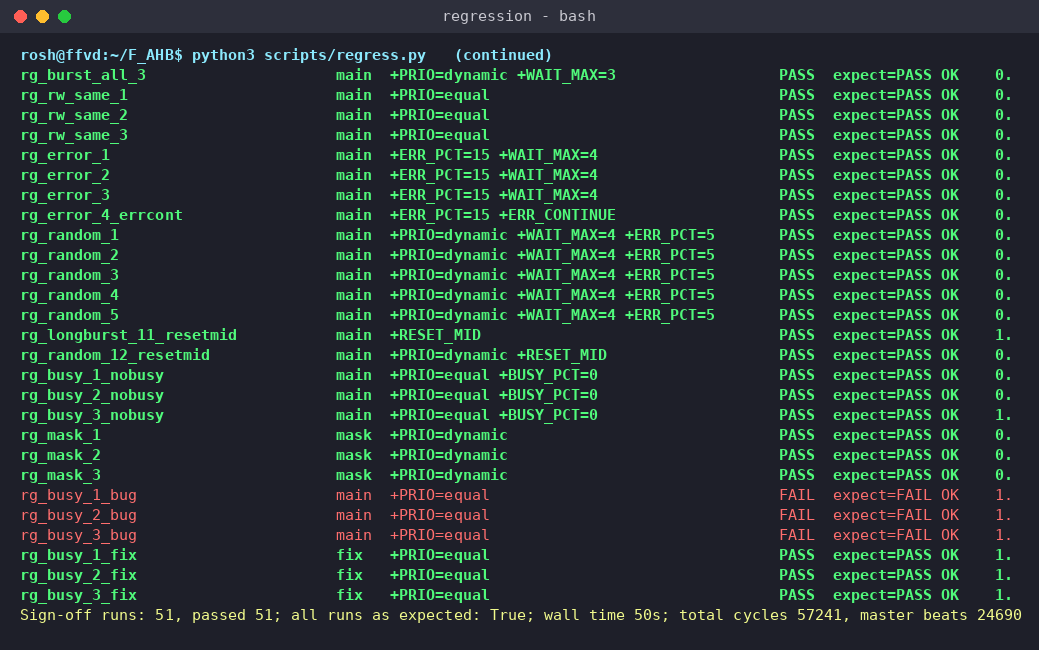 regression - bash
rosh@ffvd:~/F_AHB$ python3 scripts/regress.py (continued)
rg_burst_all_3 main +PRIO=dynamic +WAIT_MAX=3 PASS expect=PASS OK 0.
rg_rw_same_1 main +PRIO=equal PASS expect=PASS OK 0.
rg_rw_same_2 main +PRIO=equal PASS expect=PASS OK 0.
rg_rw_same_3 main +PRIO=equal PASS expect=PASS OK 0.
rg_error_1 main +ERR_PCT=15 +WAIT_MAX=4 PASS expect=PASS OK 0.
rg_error_2 main +ERR_PCT=15 +WAIT_MAX=4 PASS expect=PASS OK 0.
rg_error_3 main +ERR_PCT=15 +WAIT_MAX=4 PASS expect=PASS OK 0.
rg_error_4_errcont main +ERR_PCT=15 +ERR_CONTINUE PASS expect=PASS OK 0.
rg_random_1 main +PRIO=dynamic +WAIT_MAX=4 +ERR_PCT=5 PASS expect=PASS OK 0.
rg_random_2 main +PRIO=dynamic +WAIT_MAX=4 +ERR_PCT=5 PASS expect=PASS OK 0.
rg_random_3 main +PRIO=dynamic +WAIT_MAX=4 +ERR_PCT=5 PASS expect=PASS OK 0.
rg_random_4 main +PRIO=dynamic +WAIT_MAX=4 +ERR_PCT=5 PASS expect=PASS OK 0.
rg_random_5 main +PRIO=dynamic +WAIT_MAX=4 +ERR_PCT=5 PASS expect=PASS OK 0.
rg_longburst_11_resetmid main +RESET_MID PASS expect=PASS OK 1.
rg_random_12_resetmid main +PRIO=dynamic +RESET_MID PASS expect=PASS OK 0.
rg_busy_1_nobusy main +PRIO=equal +BUSY_PCT=0 PASS expect=PASS OK 0.
rg_busy_2_nobusy main +PRIO=equal +BUSY_PCT=0 PASS expect=PASS OK 0.
rg_busy_3_nobusy main +PRIO=equal +BUSY_PCT=0 PASS expect=PASS OK 1.
rg_mask_1 mask +PRIO=dynamic PASS expect=PASS OK 0.
rg_mask_2 mask +PRIO=dynamic PASS expect=PASS OK 0.
rg_mask_3 mask +PRIO=dynamic PASS expect=PASS OK 0.
rg_busy_1_bug main +PRIO=equal FAIL expect=FAIL OK 1.
rg_busy_2_bug main +PRIO=equal FAIL expect=FAIL OK 1.
rg_busy_3_bug main +PRIO=equal FAIL expect=FAIL OK 1.
rg_busy_1_fix fix +PRIO=equal PASS expect=PASS OK 1.
rg_busy_2_fix fix +PRIO=equal PASS expect=PASS OK 1.
rg_busy_3_fix fix +PRIO=equal PASS expect=PASS OK 1.
Sign-off runs: 51, passed 51; all runs as expected: True; wall time 50s; total cycles 57241, master beats 24690